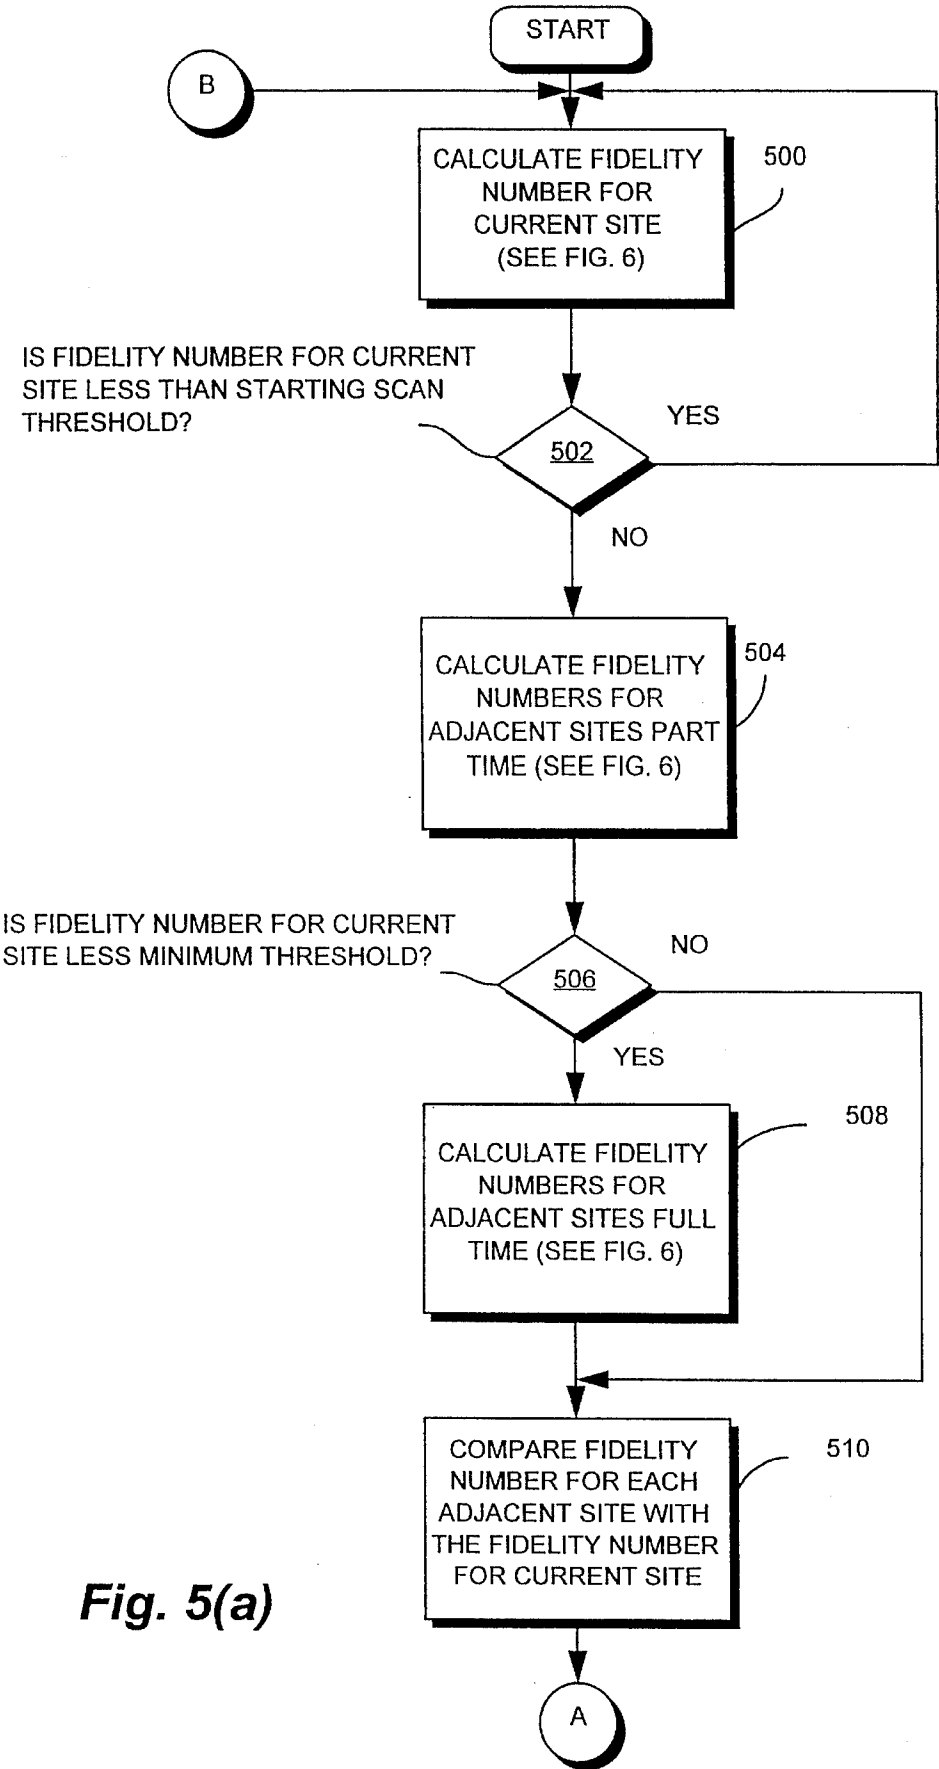 START
B
CALCULATE FIDELITY
NUMBER FOR
CURRENT SITE
(SEE FIG. 6)
500
IS FIDELITY NUMBER FOR CURRENT
SITE LESS THAN STARTING SCAN
THRESHOLD?
502
YES
NO
CALCULATE FIDELITY
NUMBERS FOR
ADJACENT SITES PART
TIME (SEE FIG. 6)
504
IS FIDELITY NUMBER FOR CURRENT
SITE LESS MINIMUM THRESHOLD?
506
NO
YES
CALCULATE FIDELITY
NUMBERS FOR
ADJACENT SITES FULL
TIME (SEE FIG. 6)
508
COMPARE FIDELITY
NUMBER FOR EACH
ADJACENT SITE WITH
THE FIDELITY NUMBER
FOR CURRENT SITE
510
Fig. 5(a)
A